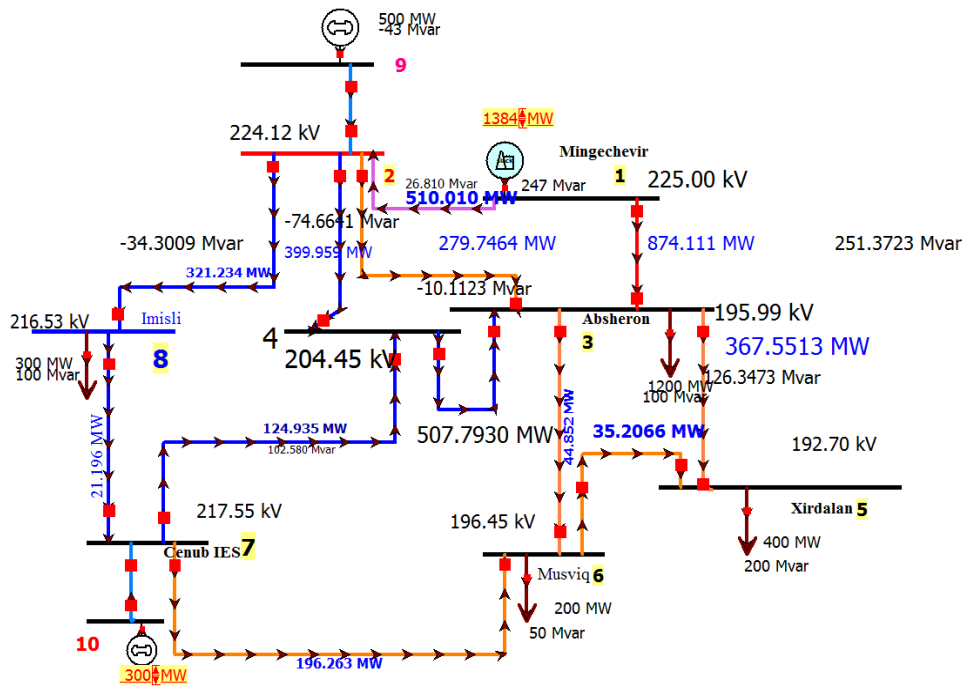 500 MW
-43 Mvar
9
1384 MW
224.12 kV
Mingechevir
2
26.810 Mvar
247 Mvar
1
225.00 kV
510.010 MW
-74.6641 Mvar
-34.3009 Mvar
399.959 MW
279.7464 MW
874.111 MW
251.3723 Mvar
321.234 MW
-10.1123 Mvar
216.53 kV
Imisli
Absheron
195.99 kV
4
3
8
204.45 kV
367.5513 MW
300 MW
100 Mvar
1200 MW
126.3473 Mvar
100 Mvar
124.935 MW
102.580 Mvar
507.7930 MW
44.852 MW
35.2066 MW
192.70 kV
21.196 MW
217.55 kV
196.45 kV
Xirdalan 5
Cenub IES 7
400 MW
200 Mvar
Musviq 6
200 MW
50 Mvar
10
196.263 MW
300 MW